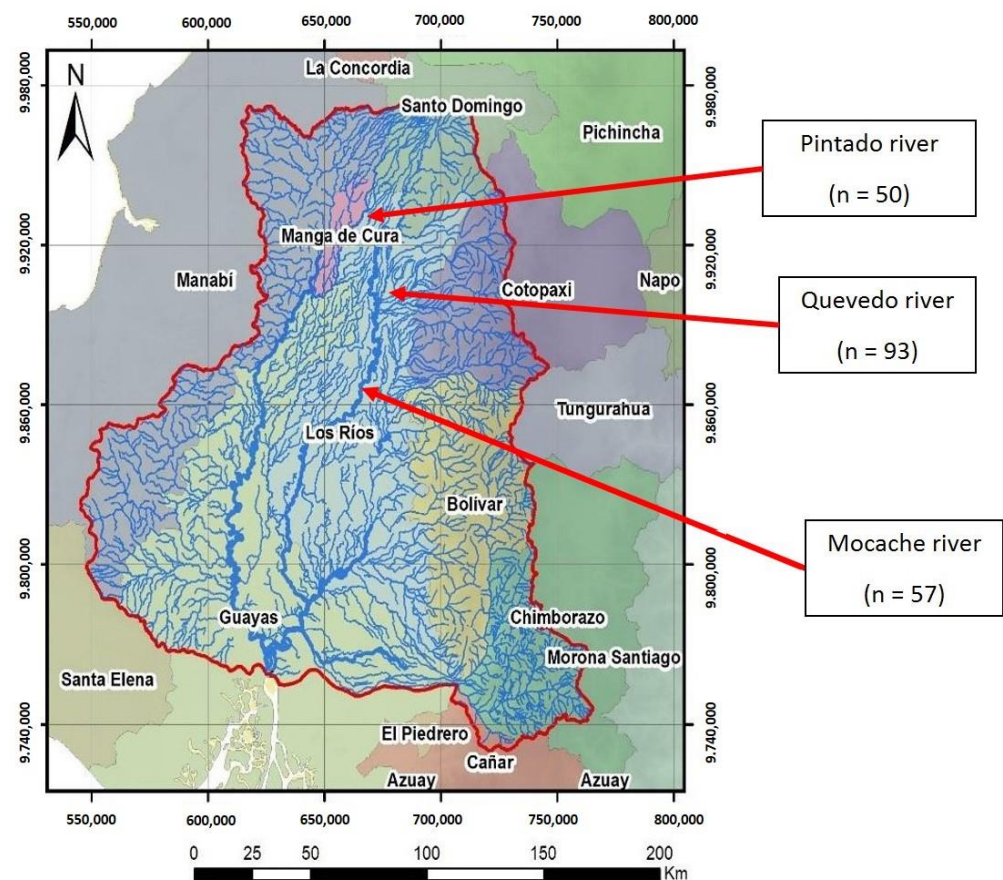 550,000 600,000 650,000 700,000 750,000 800,000
9.980,000
9.980,000
N
La Concordia
Santo Domingo
Pichincha
Pintado river
(n = 50)
9.920,000
9.920,000
Manga de Cura
Manabí
Cotopaxi
Napo
Quevedo river
(n = 93)
9.860,000
9.860,000
Tungurahua
Los Ríos
Bolívar
Mocache river
(n = 57)
9.800,000
9.800,000
Guayas
Chimborazo
Morona Santiago
Santa Elena
9.740,000
9.740,000
El Piedrero
Cañar
Azuay
Azuay
550,000 600,000 650,000 700,000 750,000 800,000
0 25 50 100 150 200
Km